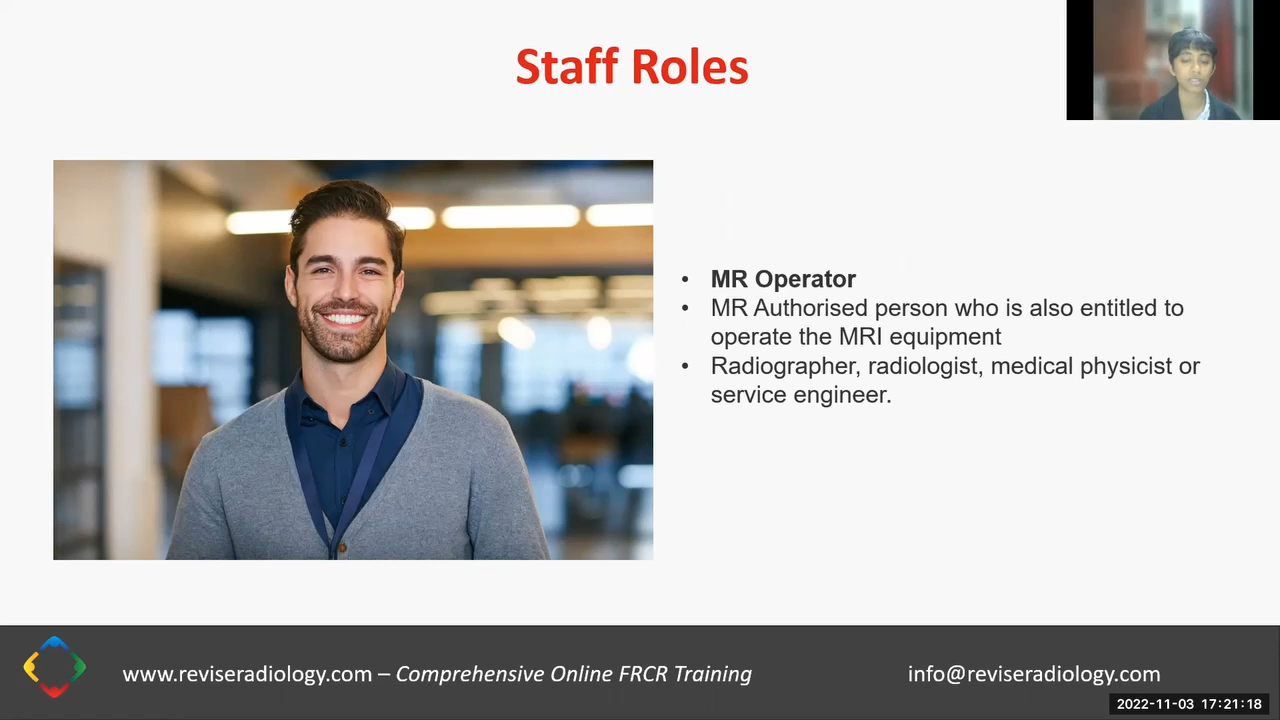 Staff Roles
• MR Operator
• MR Authorised person who is also entitled to
operate the MRI equipment
• Radiographer, radiologist, medical physicist or
service engineer.
www.reviseradiology.com – Comprehensive Online FRCR Training
info@reviseradiology.com
2022-11-03 17:21:18